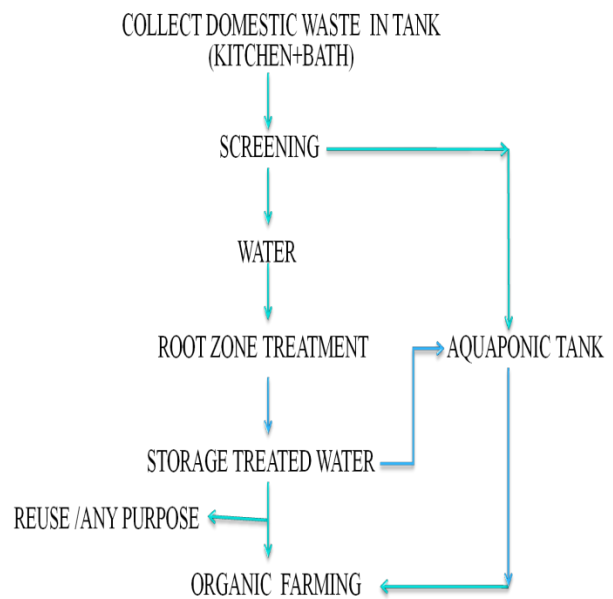 COLLECT DOMESTIC WASTE IN TANK
(KITCHEN+BATH)
SCREENING
WATER
ROOT ZONE TREATMENT
AQUAPONIC TANK
STORAGE TREATED WATER
REUSE /ANY PURPOSE
ORGANIC FARMING